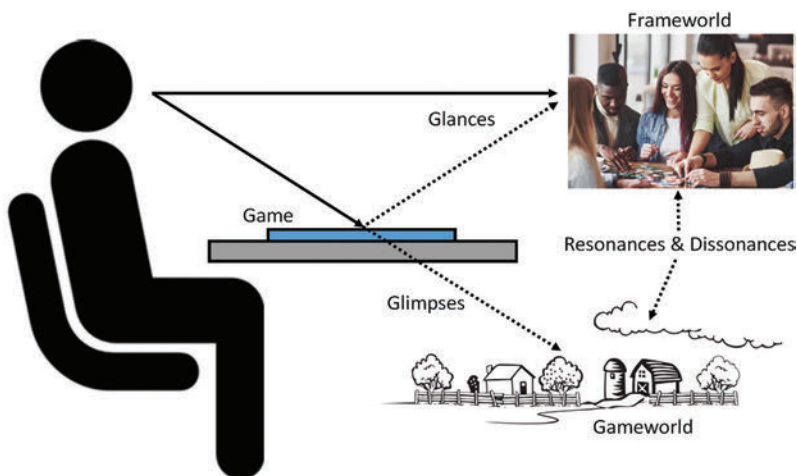 Frameworld
Glances
Game
Resonances & Dissonances
Glimpses
Gameworld